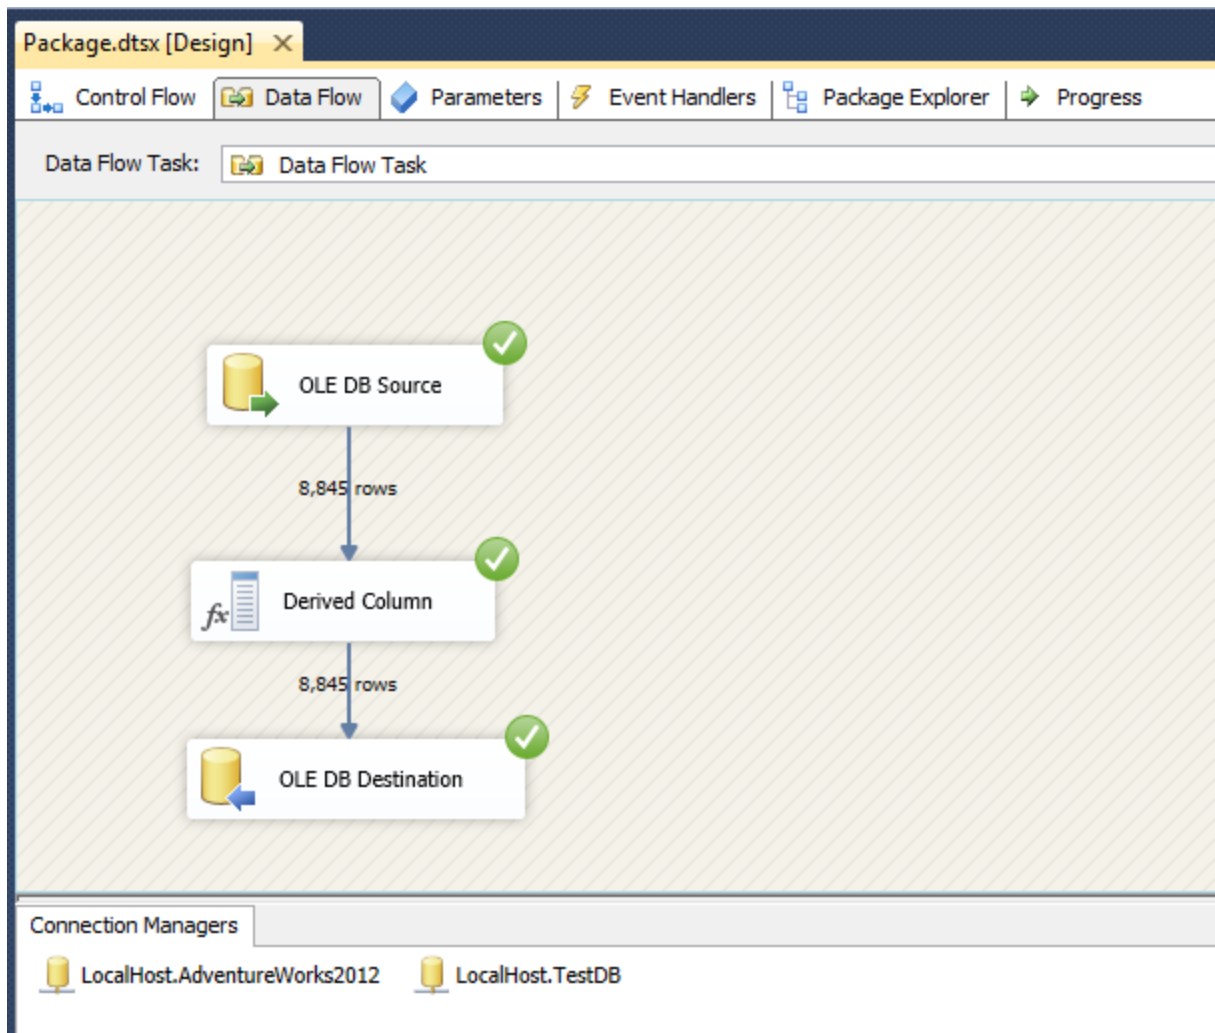 Package.dtsx [Design]
Control Flow Data Flow Parameters Event Handlers Package Explorer Progress
Data Flow Task: Data Flow Task
OLE DB Source
8,845 rows
fx Derived Column
8,845 rows
OLE DB Destination
Connection Managers
LocalHost.AdventureWorks2012 LocalHost.TestDB